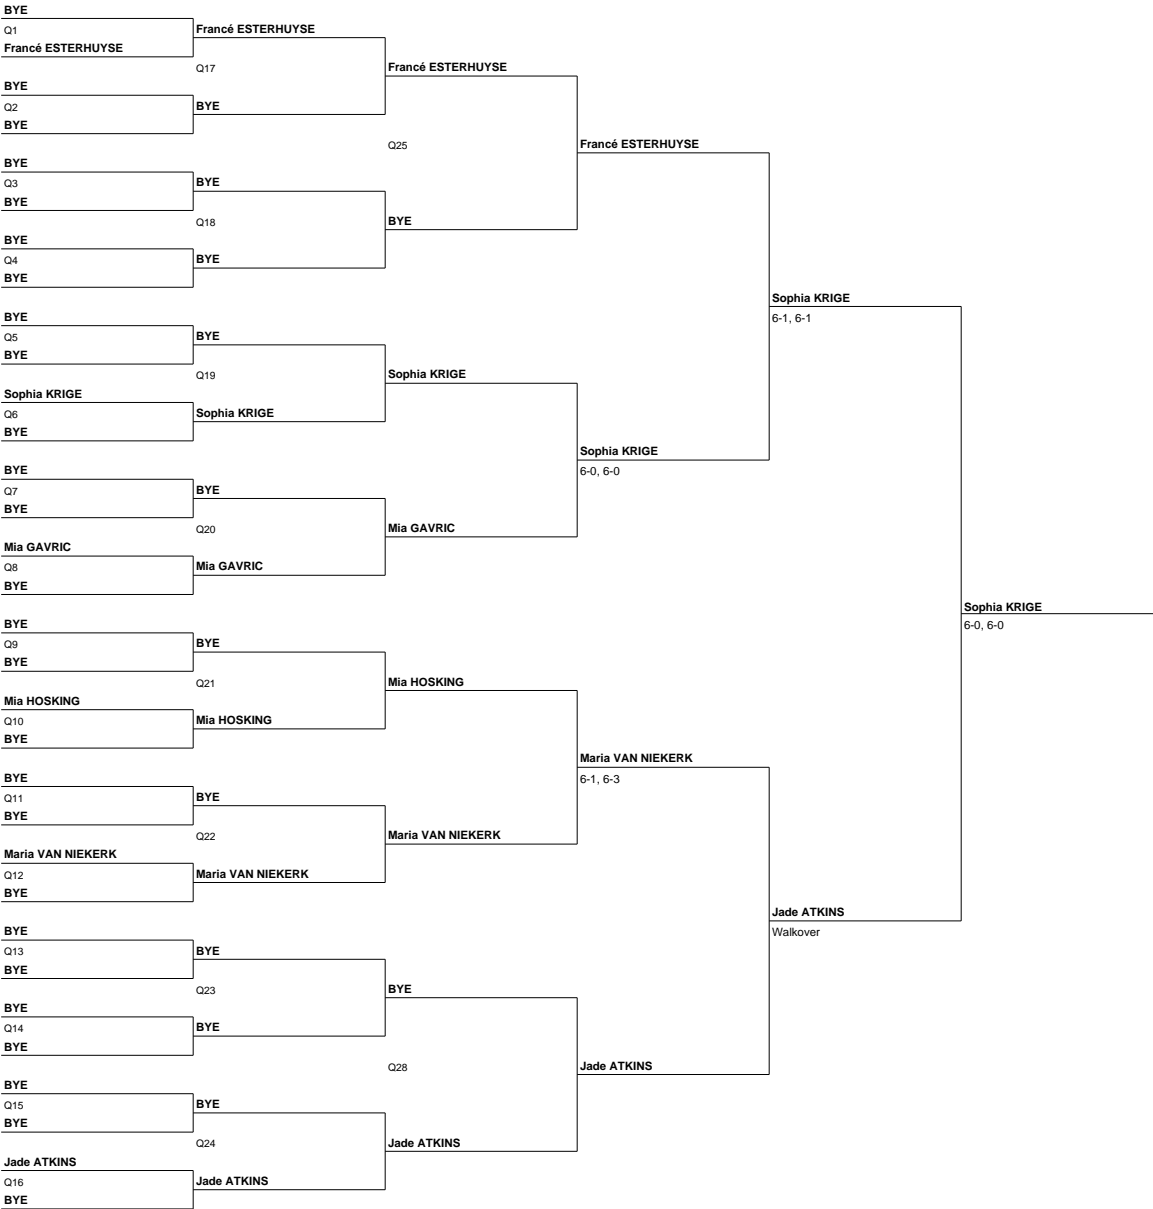 BYE
Q1
Francé ESTERHUYSE
Francé ESTERHUYSE
Q17
Francé ESTERHUYSE
BYE
Q2
BYE
BYE
Q25
Francé ESTERHUYSE
BYE
Q3
BYE
BYE
Q18
BYE
BYE
Q4
BYE
BYE
Sophia KRIGE
6-1, 6-1
BYE
Q5
BYE
BYE
Q19
Sophia KRIGE
Sophia KRIGE
Q6
BYE
Sophia KRIGE
Sophia KRIGE
6-0, 6-0
BYE
Q7
BYE
BYE
Q20
Mia GAVRIC
Mia GAVRIC
Q8
BYE
Mia GAVRIC
Sophia KRIGE
6-0, 6-0
BYE
Q9
BYE
BYE
Q21
Mia HOSKING
Mia HOSKING
Q10
BYE
Mia HOSKING
Maria VAN NIEKERK
6-1, 6-3
BYE
Q11
BYE
BYE
Q22
Maria VAN NIEKERK
Maria VAN NIEKERK
Q12
BYE
Maria VAN NIEKERK
Jade ATKINS
Walkover
BYE
Q13
BYE
BYE
Q23
BYE
BYE
Q14
BYE
BYE
Q28
Jade ATKINS
BYE
Q15
BYE
BYE
Q24
Jade ATKINS
Jade ATKINS
Q16
BYE
Jade ATKINS